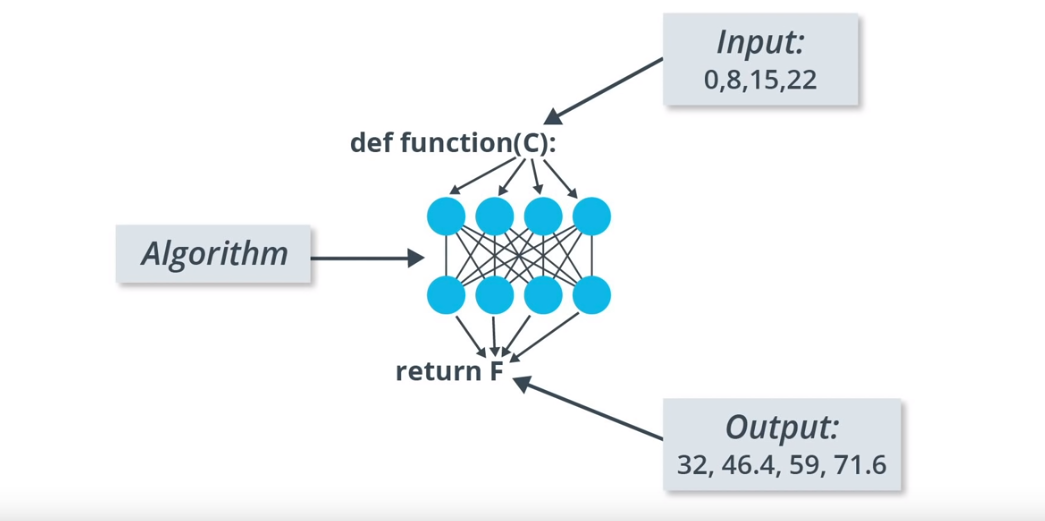 Input:
0,8,15,22
def function(C):
Algorithm
return F
Output:
32, 46.4, 59, 71.6